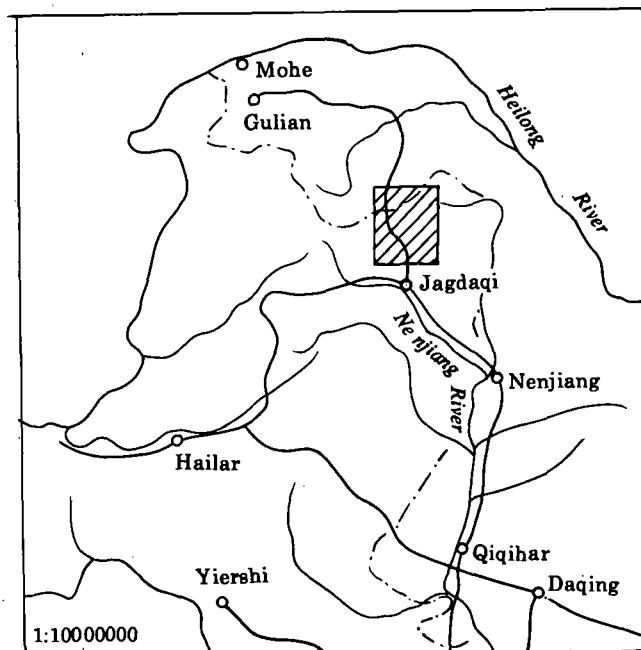 Mohe
Gulian
Heilong
River
Jagdaqi
Ne njiang
River
Nenjiang
Hailar
Qiqihar
Yiershi
Daqing
1:10000000